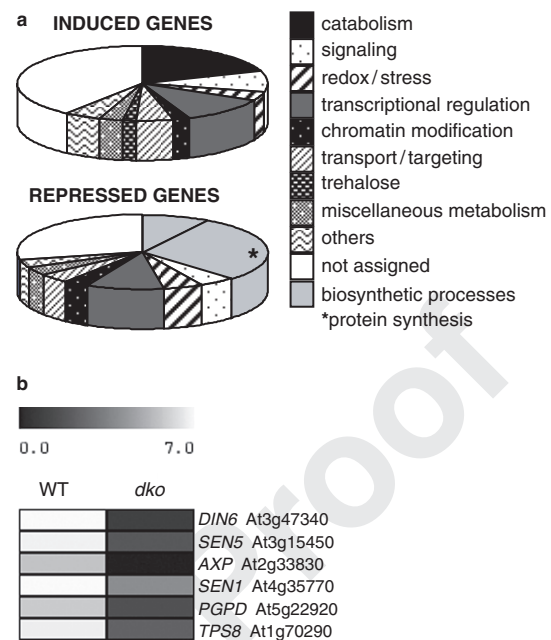 a INDUCED GENES
catabolism
signaling
redox/stress
transcriptional regulation
chromatin modification
transport/targeting
trehalose
miscellaneous metabolism
others
not assigned
biosynthetic processes
*protein synthesis
REPRESSED GENES
*
b
0.0 7.0
WT dko
DIN6 At3g47340
SEN5 At3g15450
AXP At2g33830
SEN1 At4g35770
PGPD At5g22920
TPS8 At1g70290
Proof